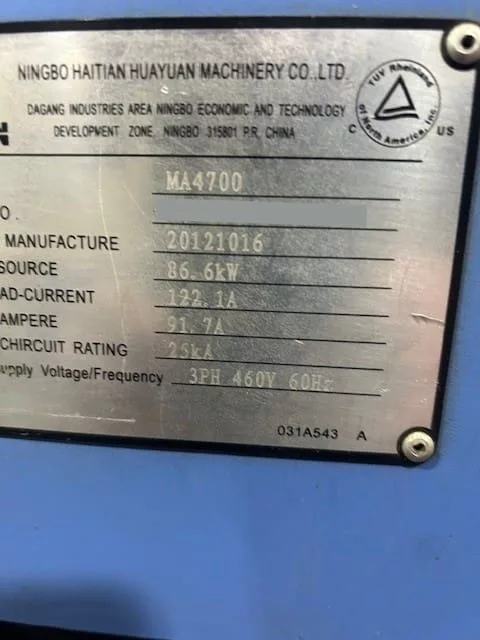 NINGBO HAITIAN HUAYUAN MACHINERY CO.,LTD.
DAGANG INDUSTRIES AREA NINGBO ECONOMIC AND TECHNOLOGY
DEVELOPMENT ZONE, NINGBO 315801 P.R, CHINA
TUV Rheinland
of North America, Inc.
C US
MA4700
O.
MANUFACTURE 20121016
SOURCE 86.6kW
AD-CURRENT 122.1A
AMPERE 91.7A
CHIRCUIT RATING 25kA
upply Voltage/Frequency 3PH 460V 60Hz
031A543 A